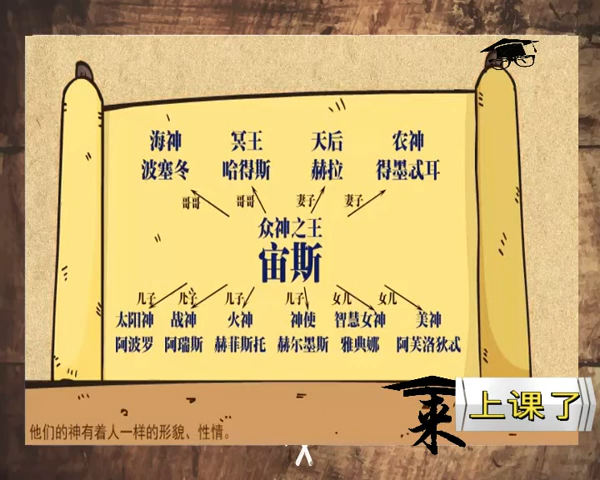 海神 冥王 天后 农神
波塞冬 哈得斯 赫拉 得墨忒耳
哥哥 哥哥 妻子 妻子
众神之王
宙斯
儿子 儿子 儿子 儿子 女儿 女儿
太阳神 战神 火神 神使 智慧女神 美神
阿波罗 阿瑞斯 赫菲斯托 赫尔墨斯 雅典娜 阿芙洛狄忒
来 上课了
他们的神有着人一样的形貌、性情。